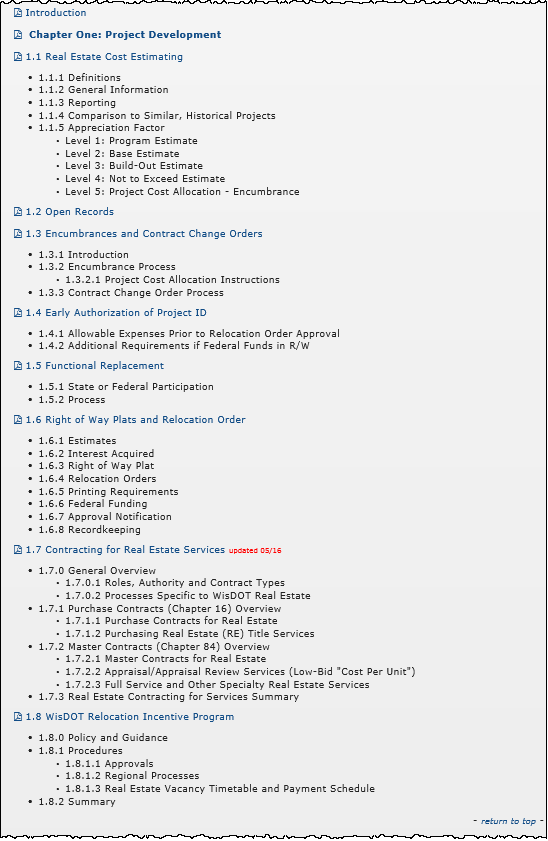 Introduction
Chapter One: Project Development
1.1 Real Estate Cost Estimating
• 1.1.1 Definitions
• 1.1.2 General Information
• 1.1.3 Reporting
• 1.1.4 Comparison to Similar, Historical Projects
• 1.1.5 Appreciation Factor
• Level 1: Program Estimate
• Level 2: Base Estimate
• Level 3: Build-Out Estimate
• Level 4: Not to Exceed Estimate
• Level 5: Project Cost Allocation - Encumbrance
1.2 Open Records
1.3 Encumbrances and Contract Change Orders
• 1.3.1 Introduction
• 1.3.2 Encumbrance Process
• 1.3.2.1 Project Cost Allocation Instructions
• 1.3.3 Contract Change Order Process
1.4 Early Authorization of Project ID
• 1.4.1 Allowable Expenses Prior to Relocation Order Approval
• 1.4.2 Additional Requirements if Federal Funds in R/W
1.5 Functional Replacement
• 1.5.1 State or Federal Participation
• 1.5.2 Process
1.6 Right of Way Plats and Relocation Order
• 1.6.1 Estimates
• 1.6.2 Interest Acquired
• 1.6.3 Right of Way Plat
• 1.6.4 Relocation Orders
• 1.6.5 Printing Requirements
• 1.6.6 Federal Funding
• 1.6.7 Approval Notification
• 1.6.8 Recordkeeping
1.7 Contracting for Real Estate Services updated 05/16
• 1.7.0 General Overview
• 1.7.0.1 Roles, Authority and Contract Types
• 1.7.0.2 Processes Specific to WisDOT Real Estate
• 1.7.1 Purchase Contracts (Chapter 16) Overview
• 1.7.1.1 Purchase Contracts for Real Estate
• 1.7.1.2 Purchasing Real Estate (RE) Title Services
• 1.7.2 Master Contracts (Chapter 84) Overview
• 1.7.2.1 Master Contracts for Real Estate
• 1.7.2.2 Appraisal/Appraisal Review Services (Low-Bid "Cost Per Unit")
• 1.7.2.3 Full Service and Other Specialty Real Estate Services
• 1.7.3 Real Estate Contracting for Services Summary
1.8 WisDOT Relocation Incentive Program
• 1.8.0 Policy and Guidance
• 1.8.1 Procedures
• 1.8.1.1 Approvals
• 1.8.1.2 Regional Processes
• 1.8.1.3 Real Estate Vacancy Timetable and Payment Schedule
• 1.8.2 Summary
- return to top -